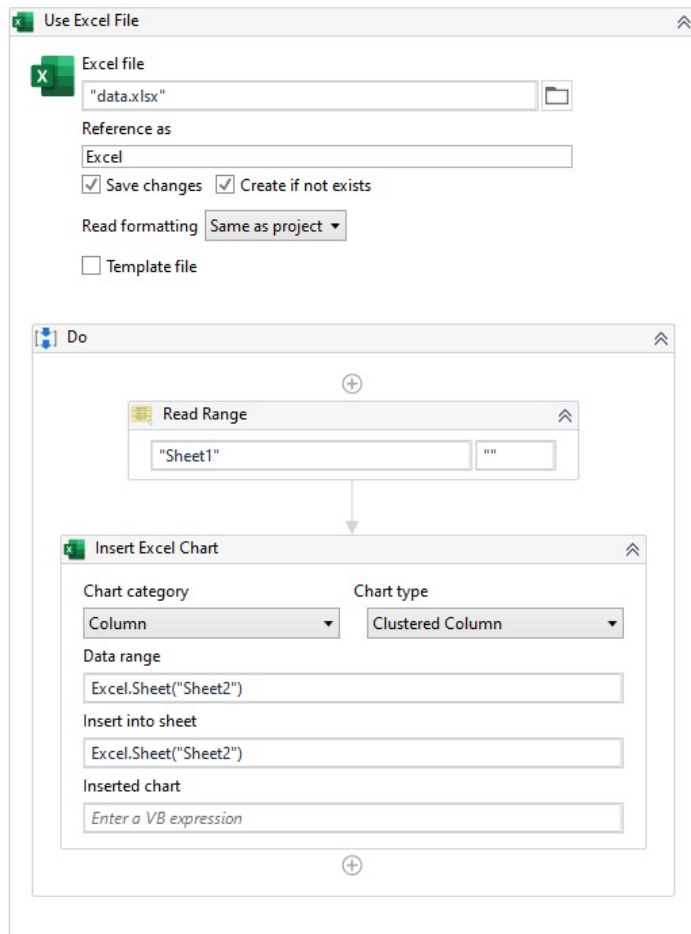 Use Excel File
Excel file
"data.xlsx"
Reference as
Excel
Save changes Create if not exists
Read formatting Same as project
Template file
Do
Read Range
"Sheet1" ""
Insert Excel Chart
Chart category Chart type
Column Clustered Column
Data range
Excel.Sheet("Sheet2")
Insert into sheet
Excel.Sheet("Sheet2")
Inserted chart
Enter a VB expression